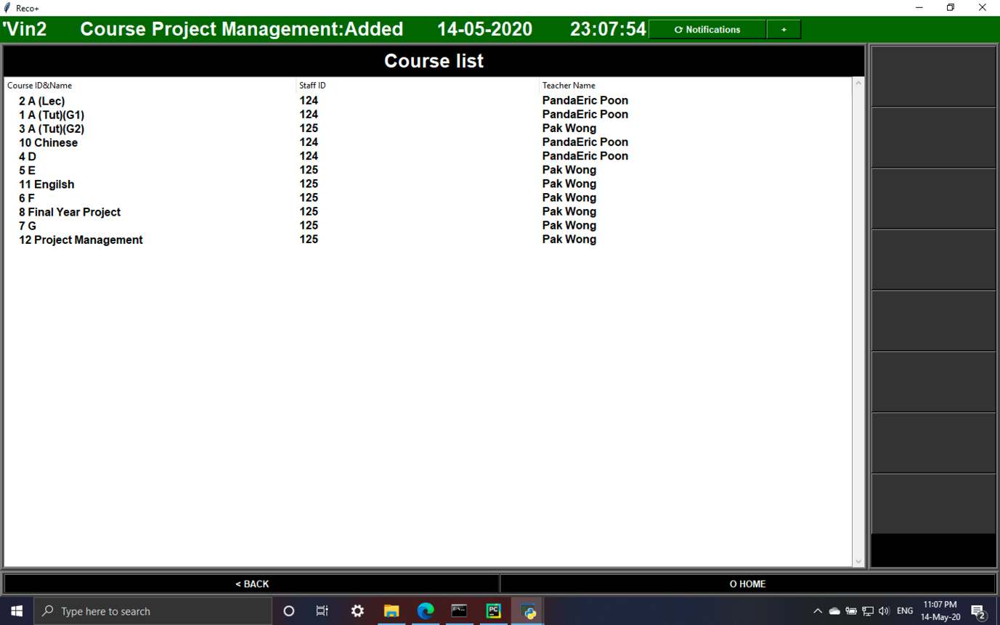 Reco+
'Vin2 Course Project Management:Added 14-05-2020 23:07:54 Notifications +
Course list
Course ID&Name Staff ID Teacher Name
2 A (Lec) 124 PandaEric Poon
1 A (Tut)(G1) 124 PandaEric Poon
3 A (Tut)(G2) 125 Pak Wong
10 Chinese 124 PandaEric Poon
4 D 124 PandaEric Poon
5 E 125 Pak Wong
11 Engilsh 125 Pak Wong
6 F 125 Pak Wong
8 Final Year Project 125 Pak Wong
7 G 125 Pak Wong
12 Project Management 125 Pak Wong
< BACK O HOME
Type here to search PC ENG 11:07 PM
14-May-20 2